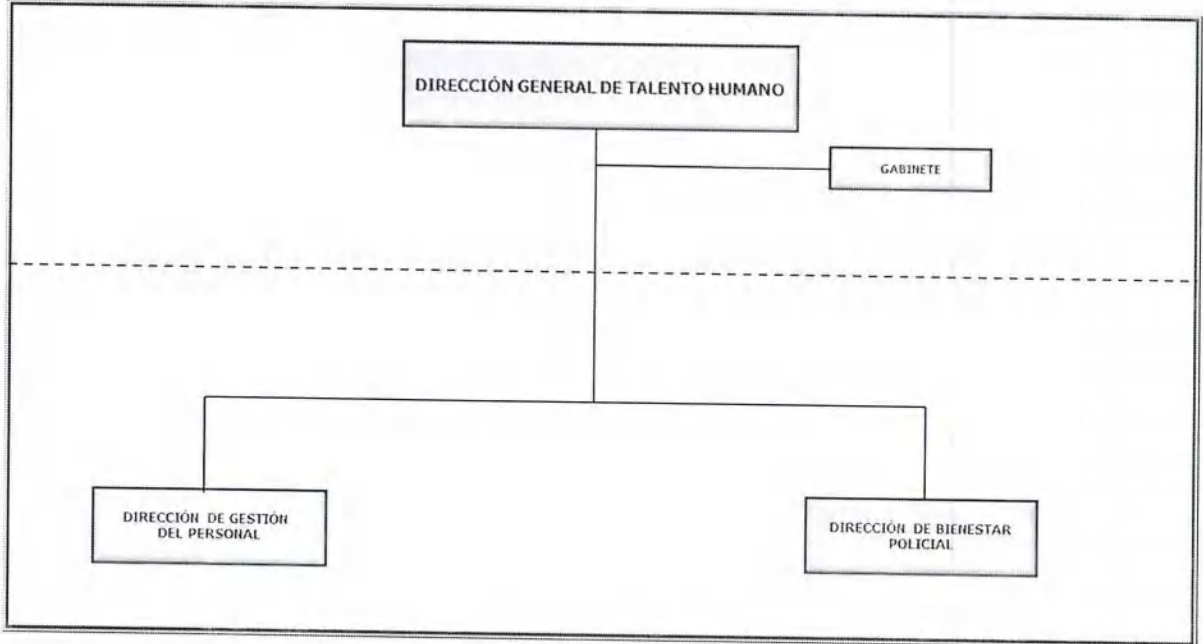 DIRECCIÓN GENERAL DE TALENTO HUMANO
GABINETE
DIRECCIÓN DE GESTIÓN
DEL PERSONAL
DIRECCIÓN DE BIENESTAR
POLICIAL